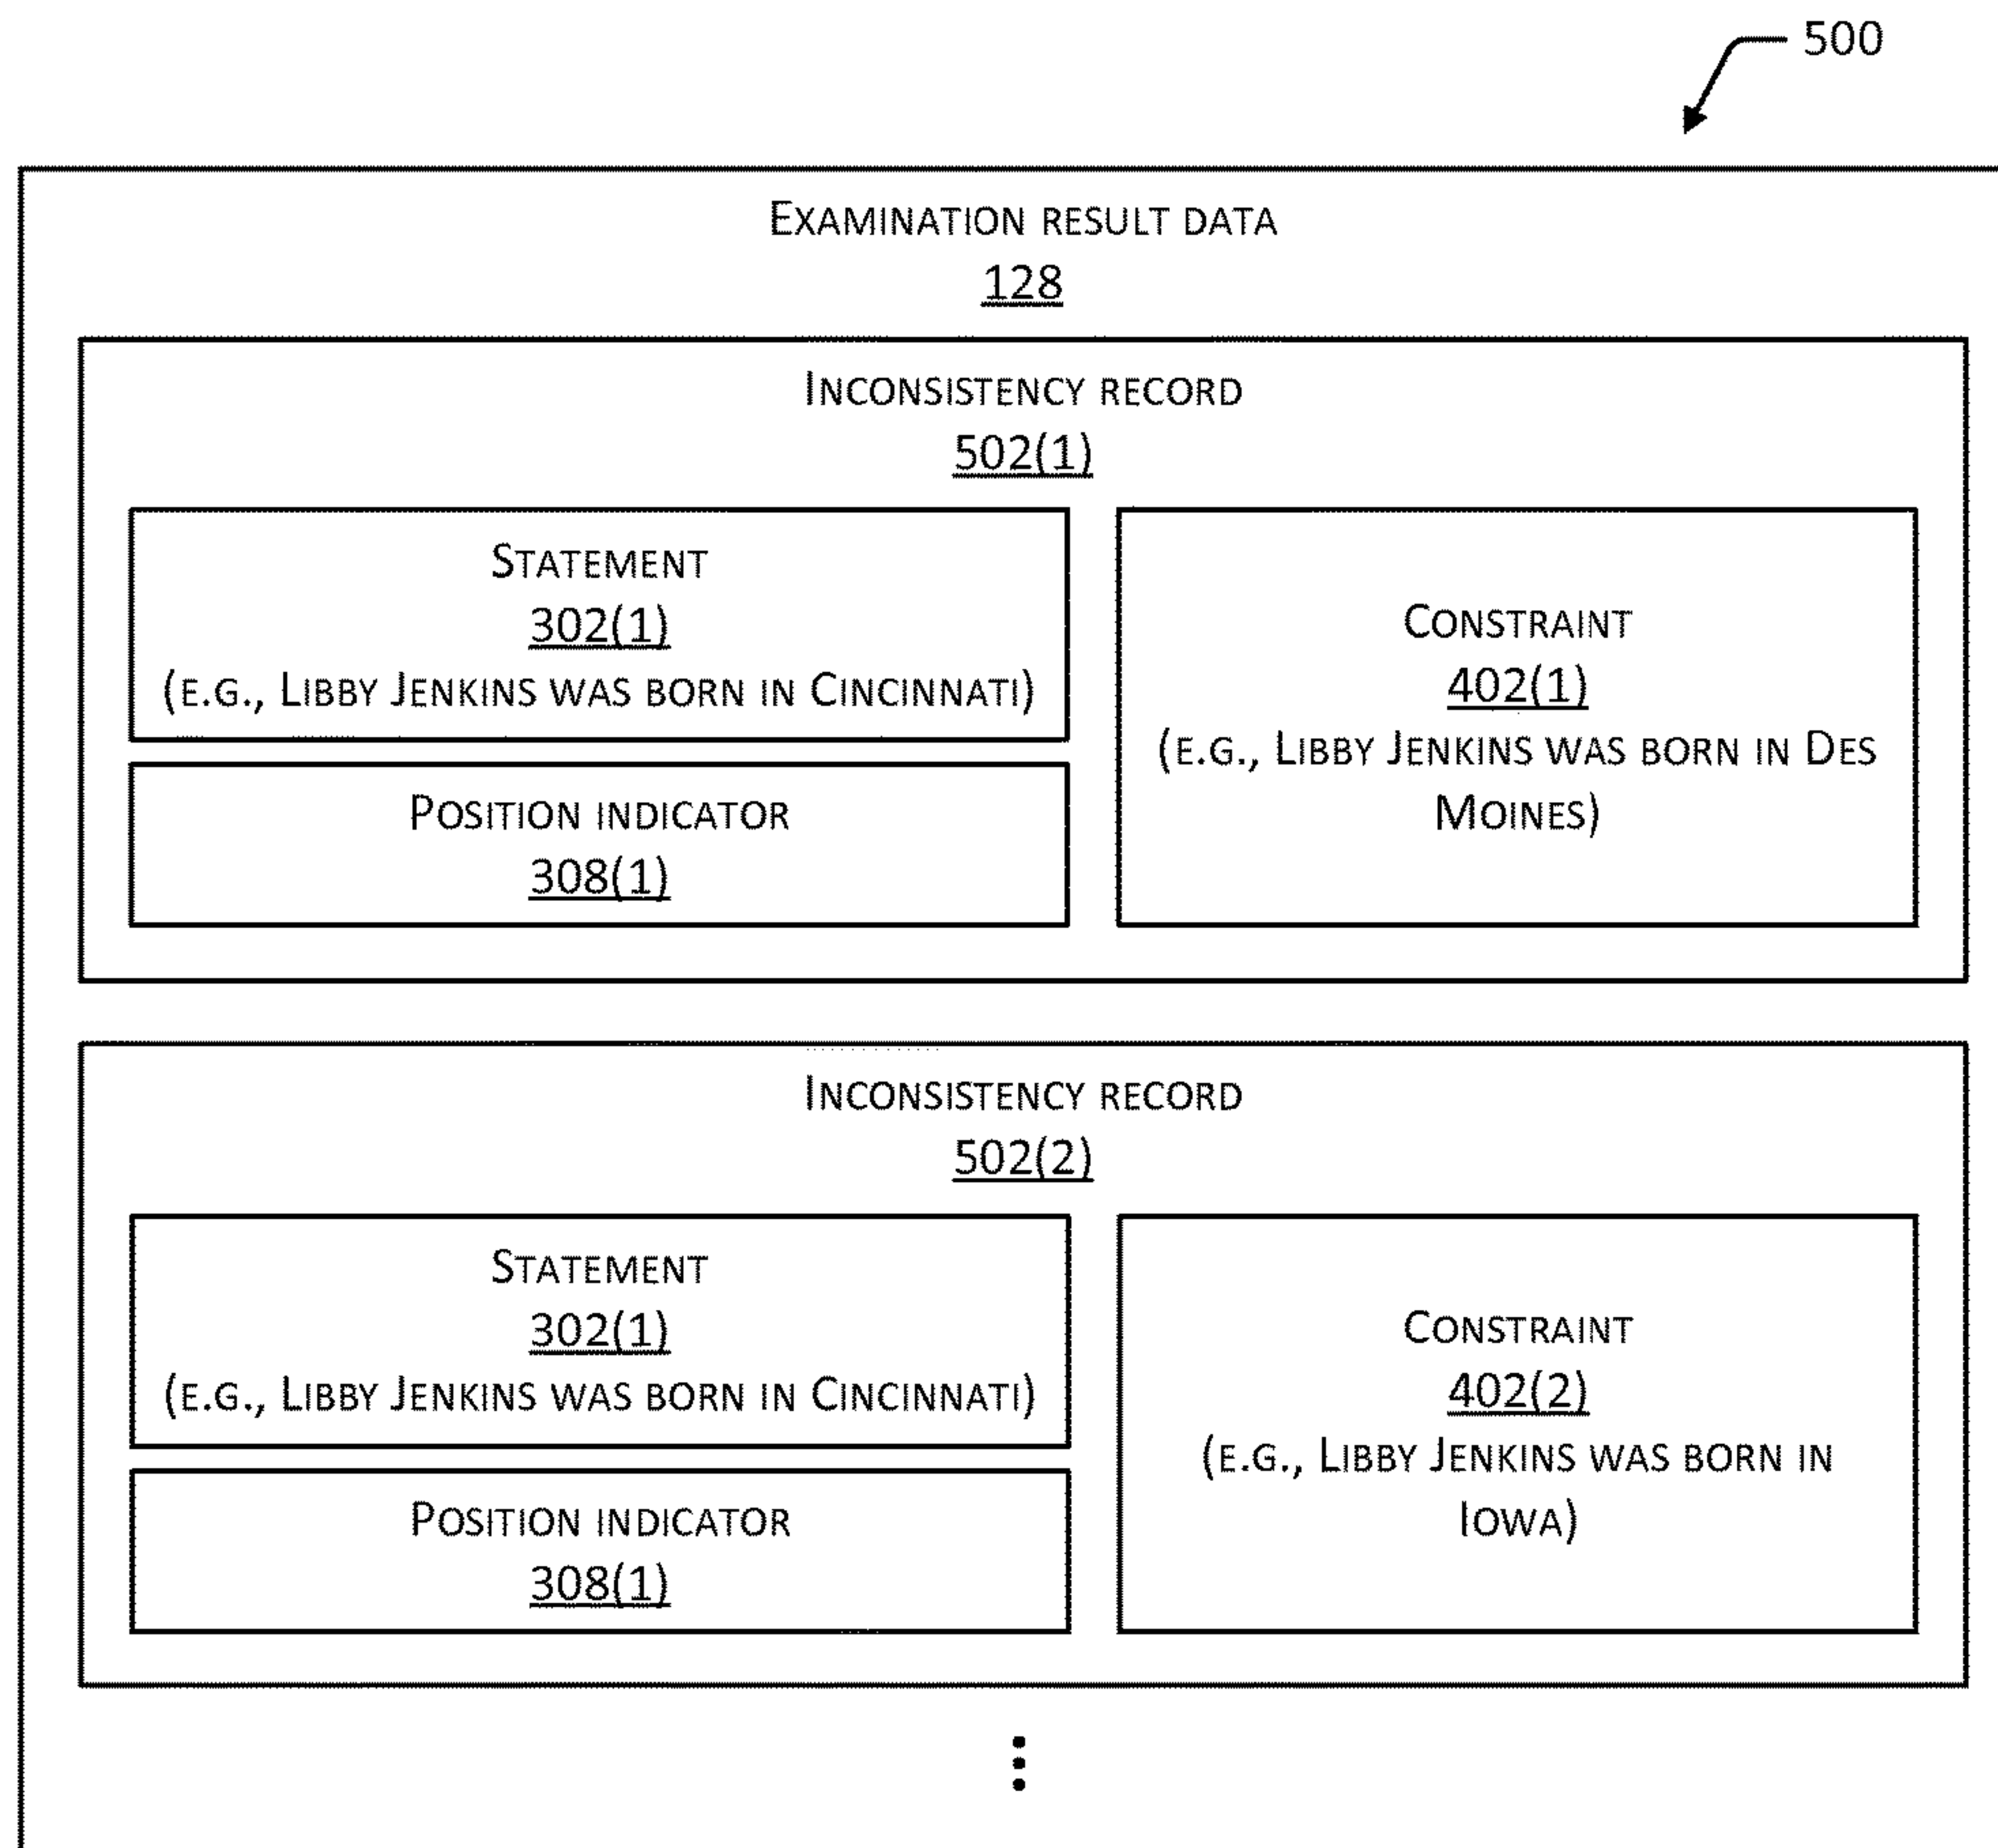 500
EXAMINATION RESULT DATA
128
INCONSISTENCY RECORD
502(1)
STATEMENT
302(1)
(E.G., LIBBY JENKINS WAS BORN IN CINCINNATI)
POSITION INDICATOR
308(1)
CONSTRAINT
402(1)
(E.G., LIBBY JENKINS WAS BORN IN DES
MOINES)
INCONSISTENCY RECORD
502(2)
STATEMENT
302(1)
(E.G., LIBBY JENKINS WAS BORN IN CINCINNATI)
POSITION INDICATOR
308(1)
CONSTRAINT
402(2)
(E.G., LIBBY JENKINS WAS BORN IN
IOWA)